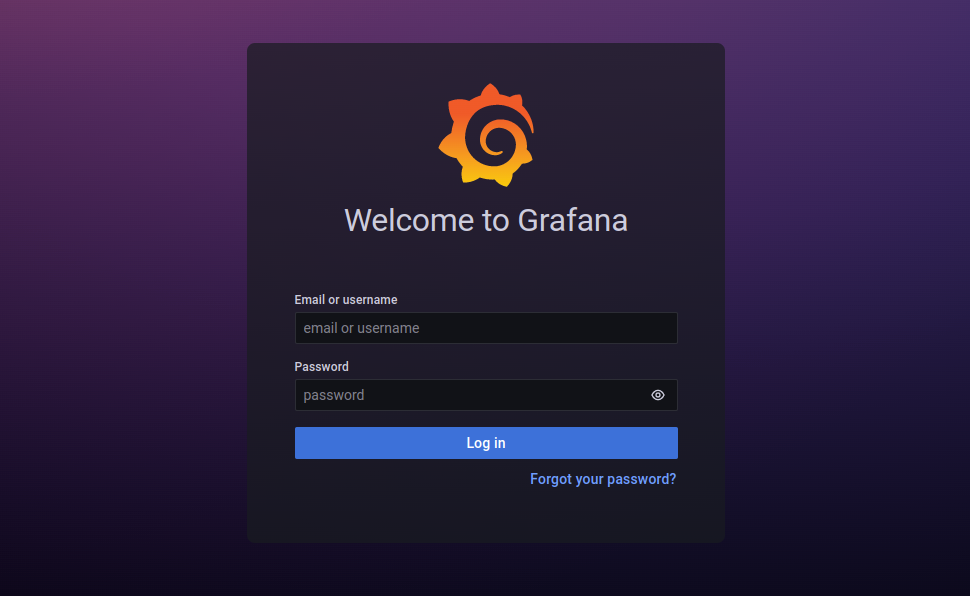 Welcome to Grafana
Email or username
email or username
Password
password
Log in
Forgot your password?